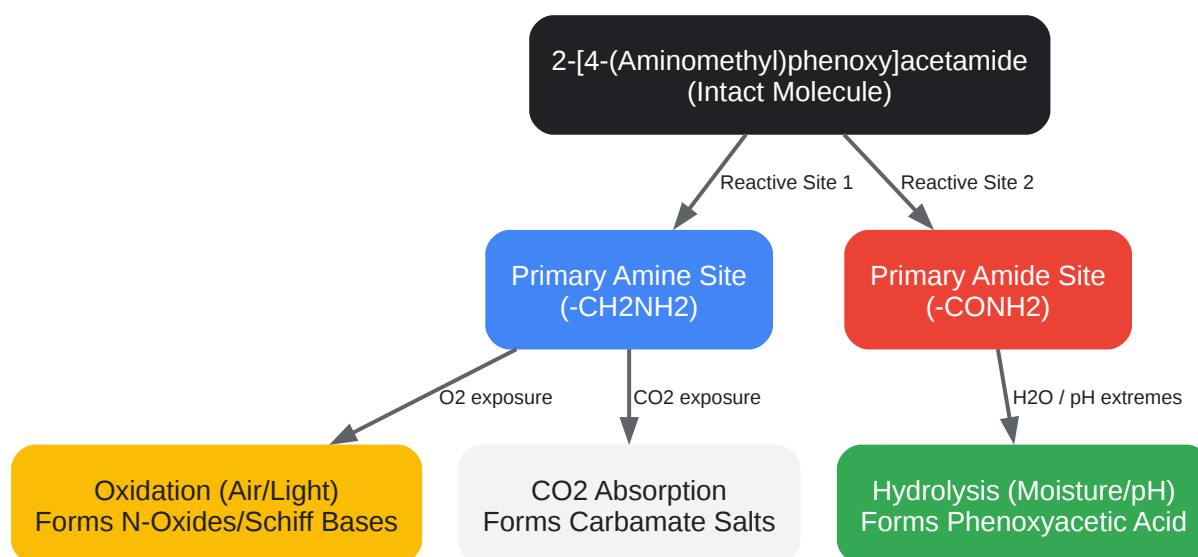 2-[4-(Aminomethyl)phenoxy]acetamide
(Intact Molecule)
Reactive Site 1
Reactive Site 2
Primary Amine Site
(-CH2NH2)
Primary Amide Site
(-CONH2)
O2 exposure
CO2 exposure
H2O / pH extremes
Oxidation (Air/Light)
Forms N-Oxides/Schiff Bases
CO2 Absorption
Forms Carbamate Salts
Hydrolysis (Moisture/pH)
Forms Phenoxyacetic Acid